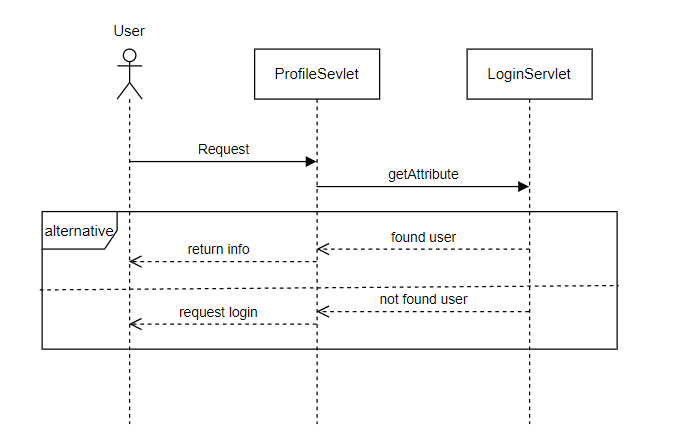 User
ProfileSevlet
LoginServlet
Request
getAttribute
alternative
found user
return info
not found user
request login